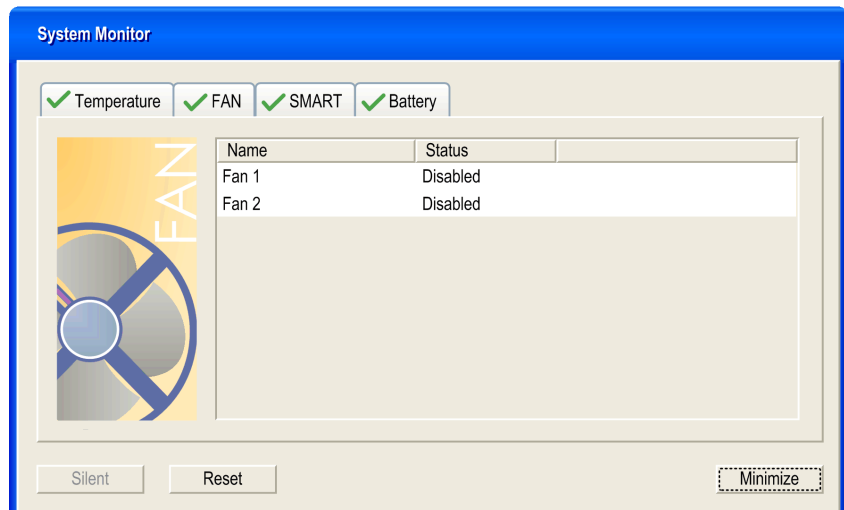 System Monitor
Temperature FAN SMART Battery
FAN
Name Status
Fan 1 Disabled
Fan 2 Disabled
Silent Reset Minimize